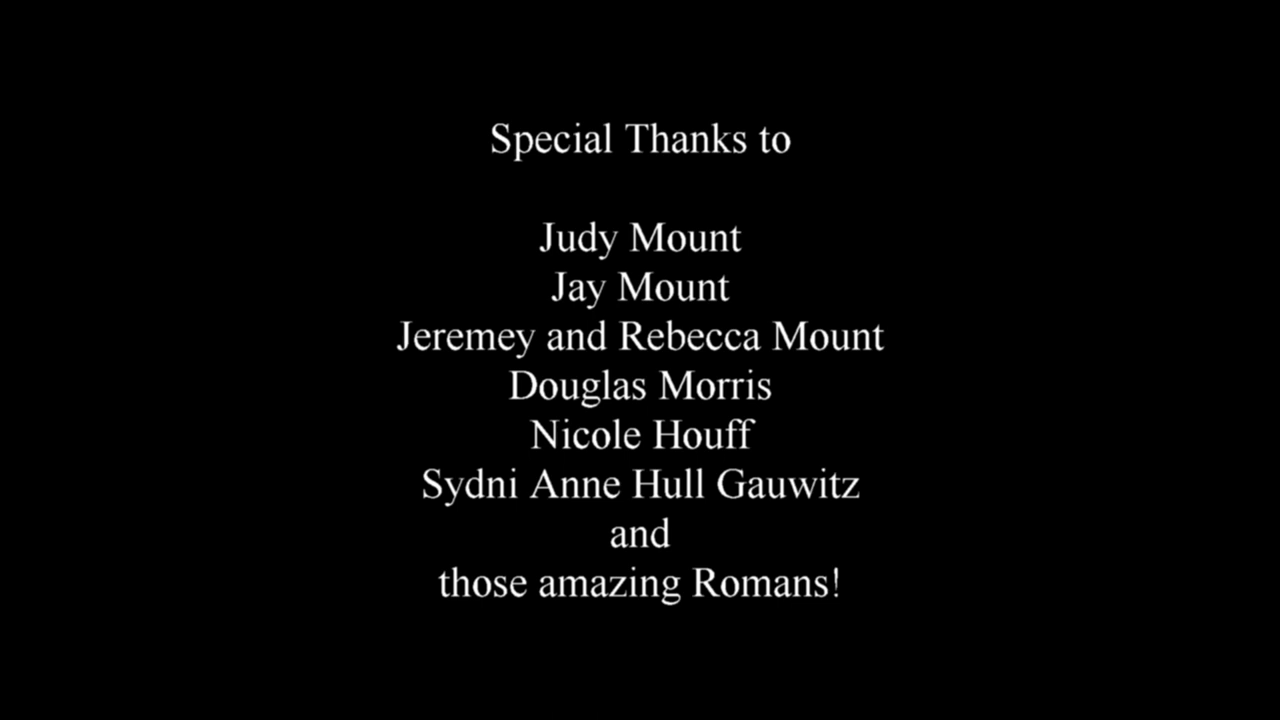 Special Thanks to
Judy Mount
Jay Mount
Jeremey and Rebecca Mount
Douglas Morris
Nicole Houff
Sydni Anne Hull Gauwitz
and
those amazing Romans!